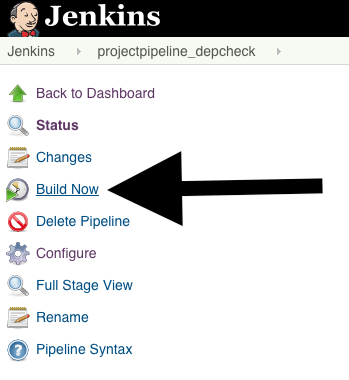 Jenkins
Jenkins projectpipeline_depcheck
Back to Dashboard
Status
Changes
Build Now
Delete Pipeline
Configure
Full Stage View
Rename
Pipeline Syntax